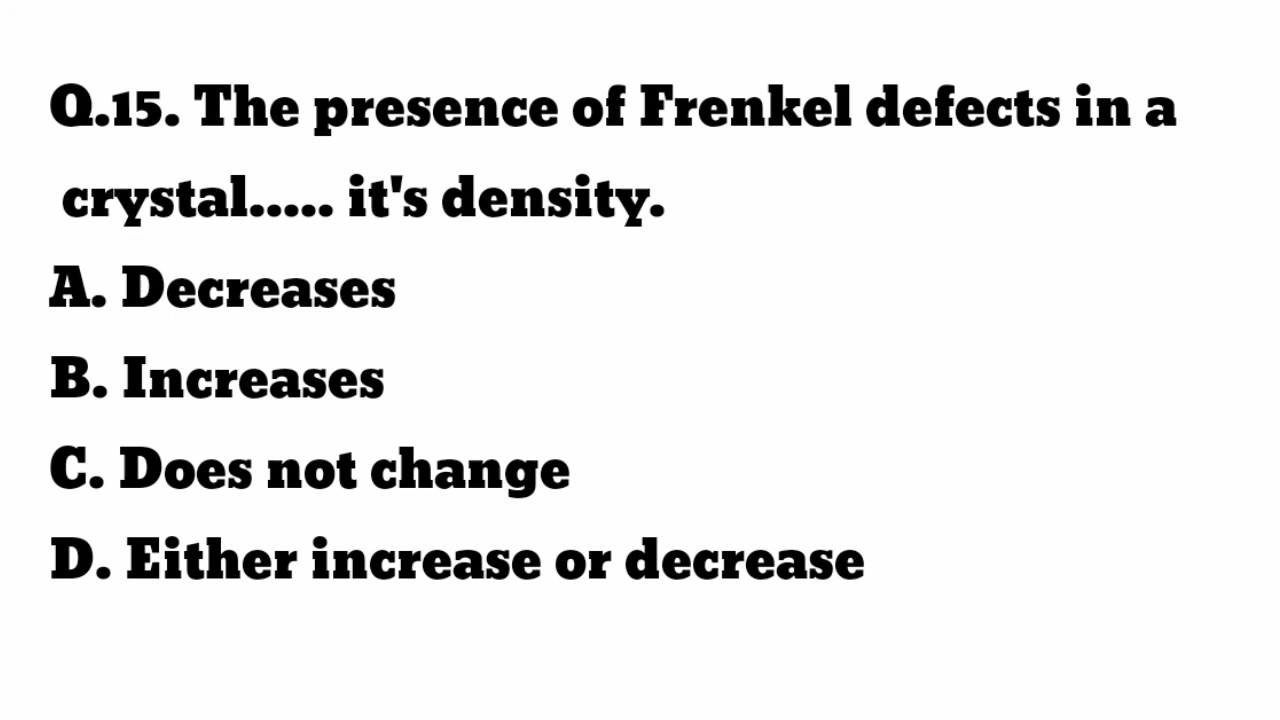 Q.15. The presence of Frenkel defects in a
crystal..... it's density.
A. Decreases
B. Increases
C. Does not change
D. Either increase or decrease